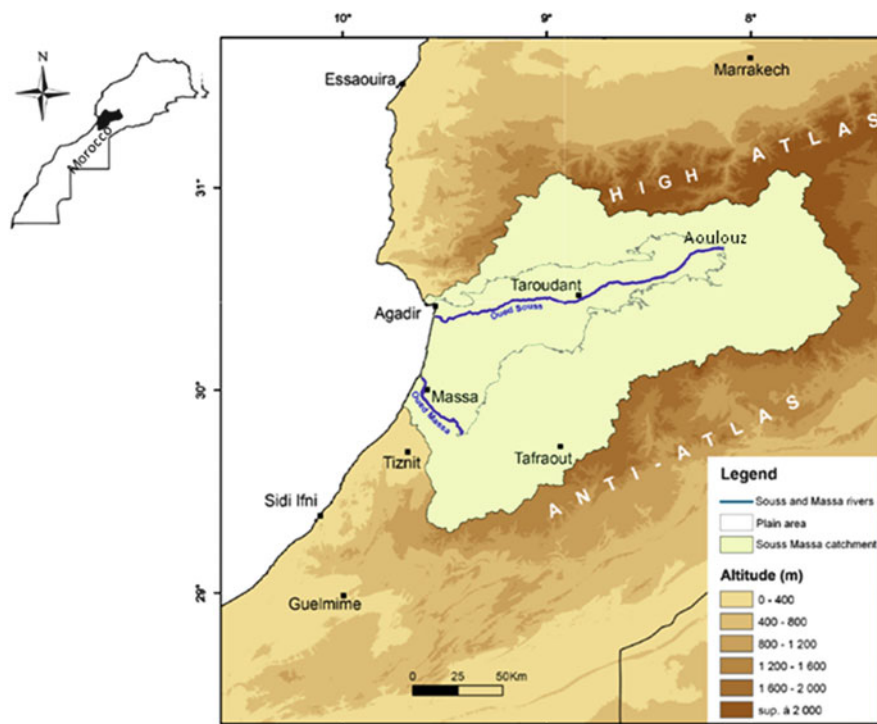 N
Morocco
10
9
8
Essaouira
Marrakech
31°
HIGH ATLAS
Aoulouz
Taroudant
Agadir
Oued Souss
30°
Massa
Oued Massa
Tiznit
Tafraout
ANTI-ATLAS
Sidi Ifni
29°
Guelmime
0 25 50Km
Legend
Souss and Massa rivers
Plain area
Souss Massa catchment
Altitude (m)
0 - 400
400 - 800
800 - 1 200
1 200 - 1 600
1 600 - 2 000
sup. à 2 000